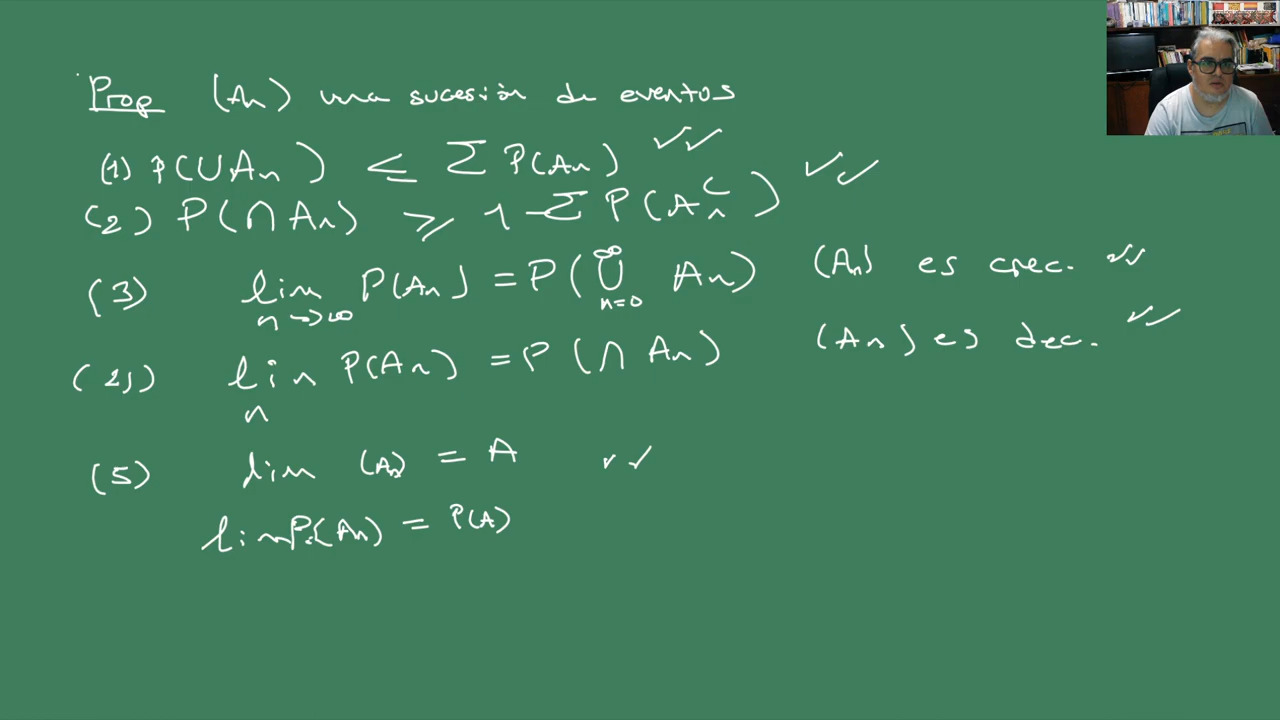 Prop (An) una sucesión de eventos
(1) P(∪An) ≤ Σ P(An) ✓✓
(2) P(∩An) ≥ 1-Σ P(Aₙᶜ) ✓✓
(3) lim n→∞ P(An) = P(∪ n=0 ∞ An) (An) es crec. ✓✓
(4) lim n P(An) = P(∩An) (An) es dec. ✓✓
(5) lim (An) = A ✓✓
lim P(An) = P(A)